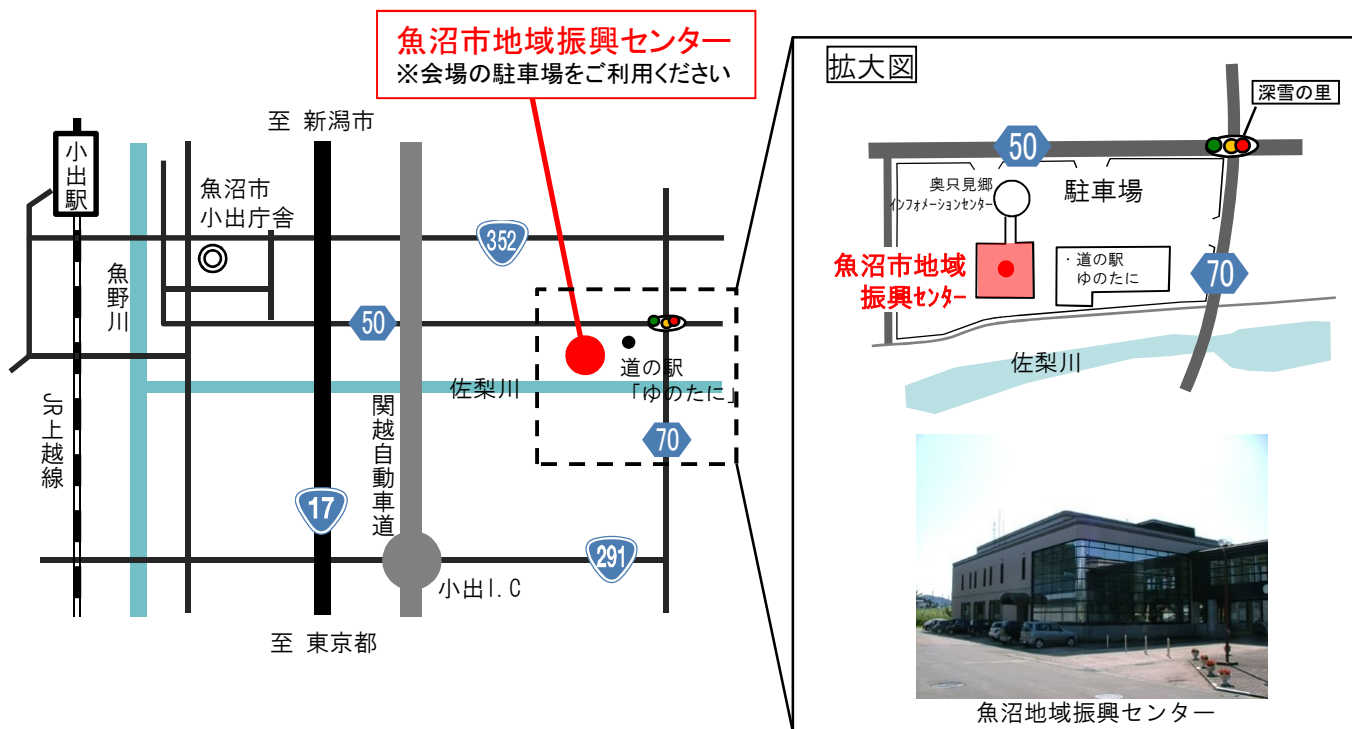 魚沼市地域振興センター
※会場の駐車場をご利用ください
至 新潟市
小出駅
魚沼市
小出庁舎
魚野川
352
50
道の駅
「ゆのたに」
佐梨川
関越自動車道
70
JR上越線
17
291
小出I.C
至 東京都
拡大図
深雪の里
50
奥只見郷
インフォメーションセンター
駐車場
魚沼市地域
振興センター
・道の駅
ゆのたに
70
佐梨川
魚沼地域振興センター